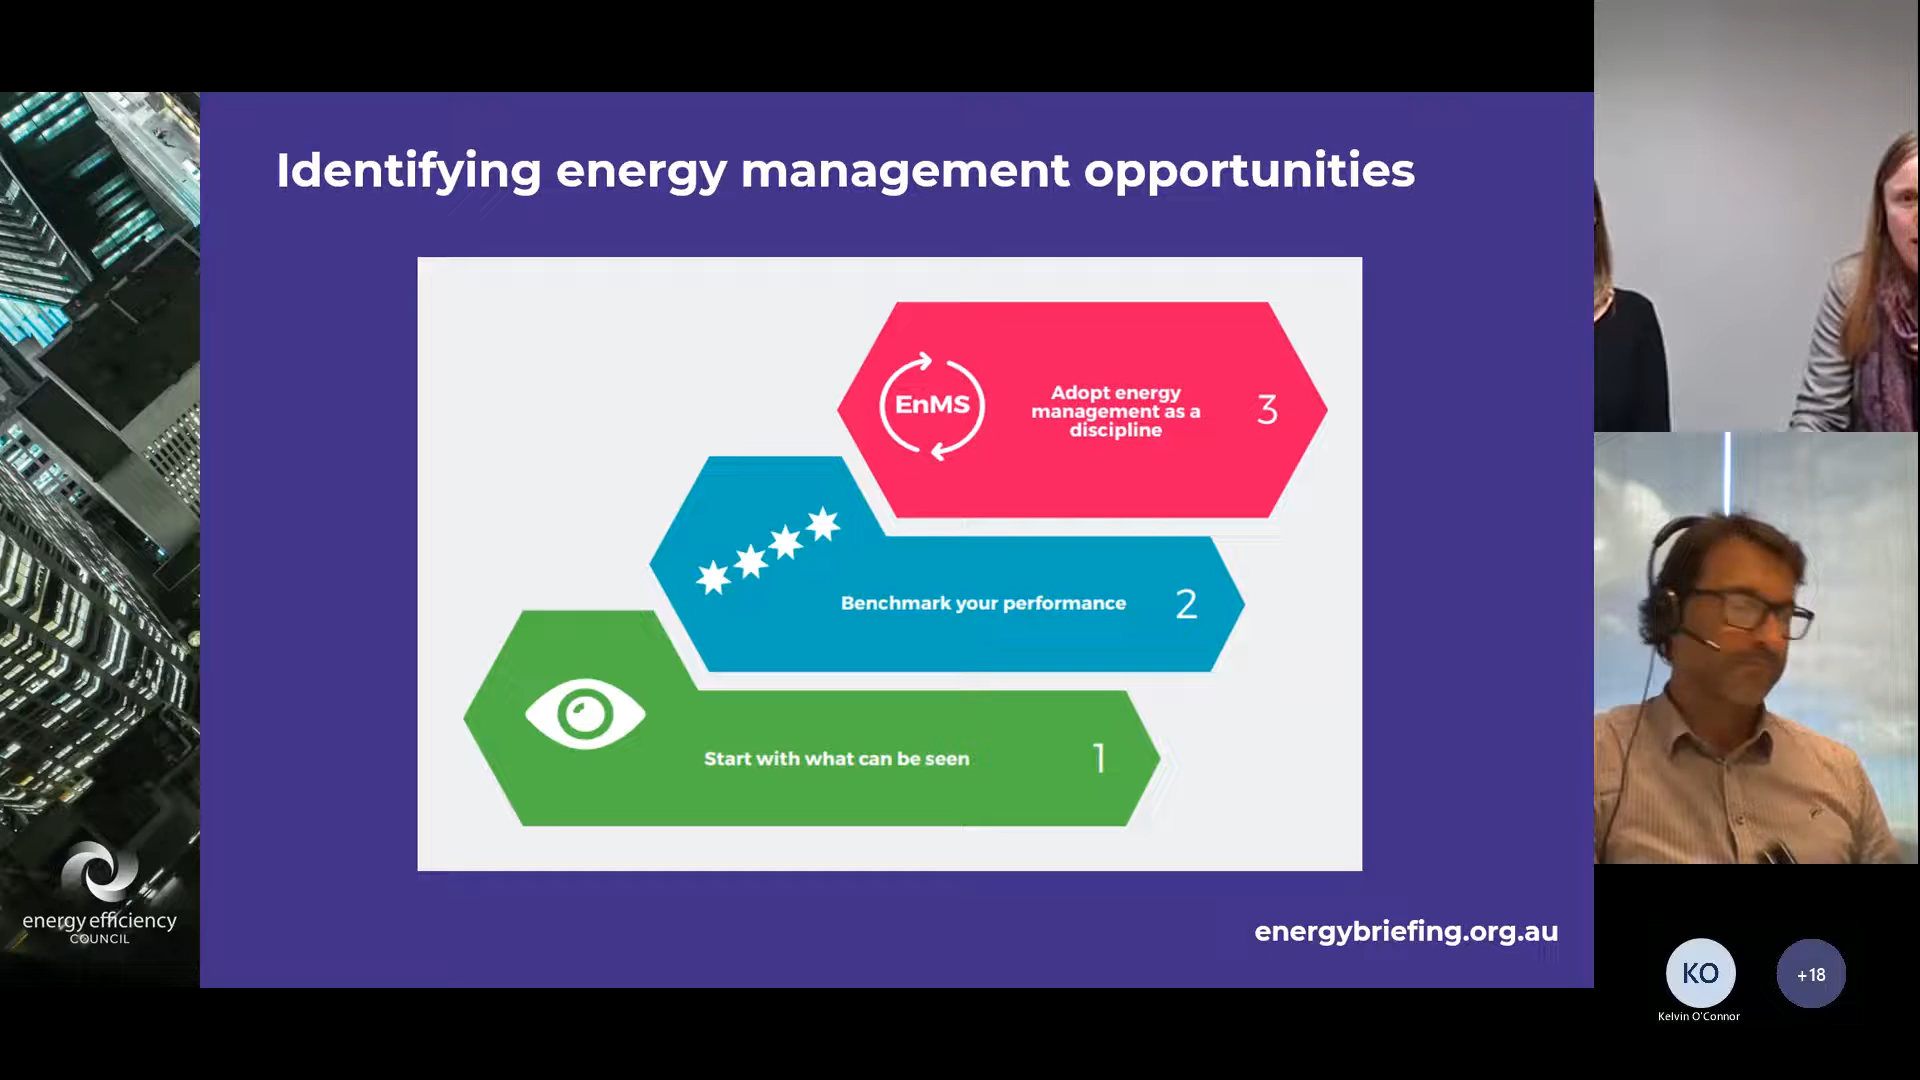 Identifying energy management opportunities
EnMS
Adopt energy
management as a
discipline
3
Benchmark your performance
2
Start with what can be seen
1
energy efficiency
COUNCIL
energybriefing.org.au
KO
+18
Kelvin O'Connor